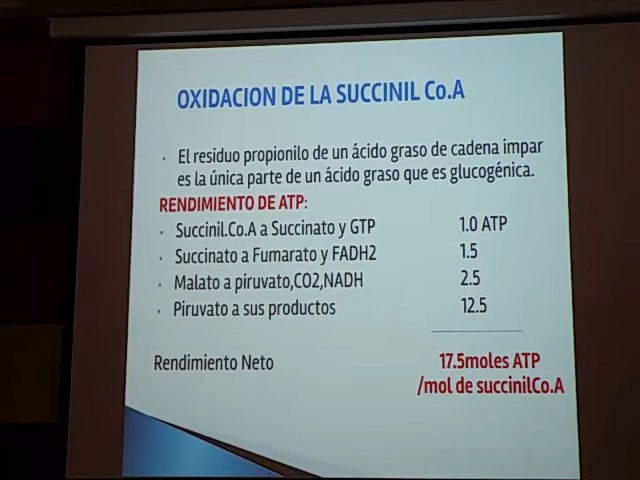 OXIDACION DE LA SUCCINIL Co.A
· El residuo propionilo de un ácido graso de cadena impar
es la única parte de un ácido graso que es glucogénica.
RENDIMIENTO DE ATP:
· Succinil.Co.A a Succinato y GTP 1.0 ATP
· Succinato a Fumarato y FADH2 1.5
· Malato a piruvato,CO2,NADH 2.5
· Piruvato a sus productos 12.5
Rendimiento Neto 17.5moles ATP
/mol de succinilCo.A